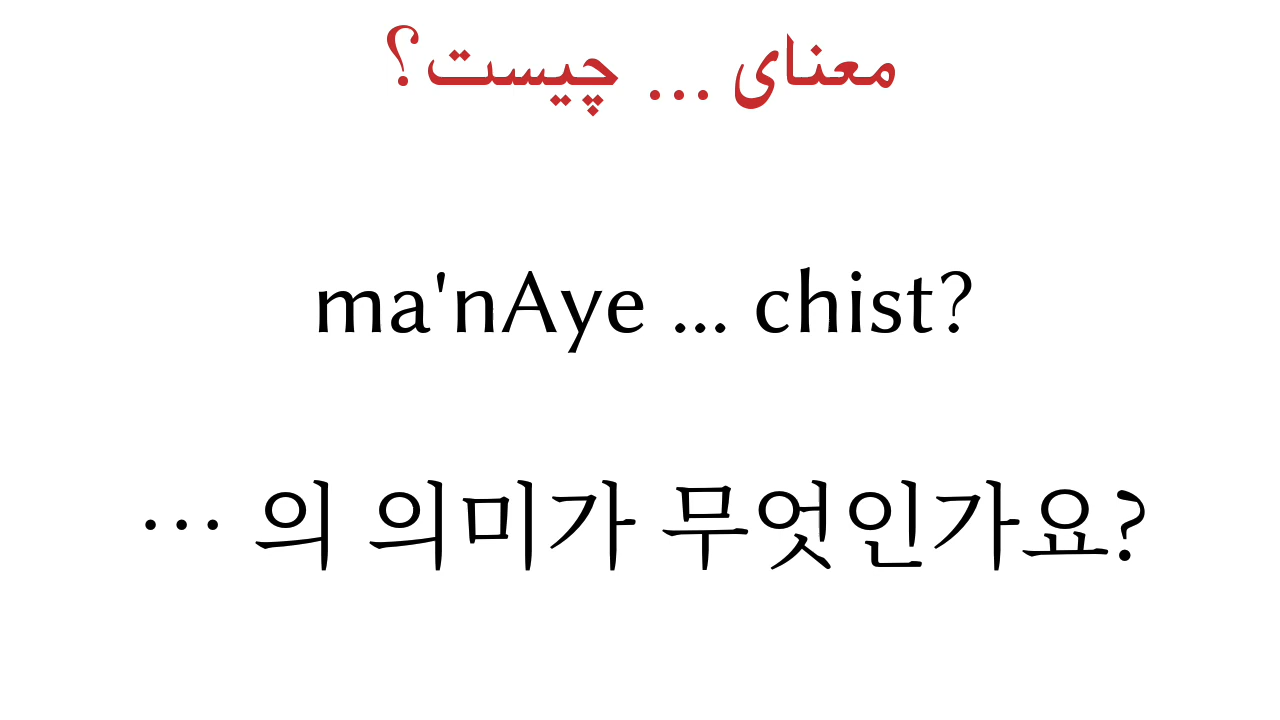 معنای ... چیست؟
ma'nAye ... chist?
… 의 의미가 무엇인가요?